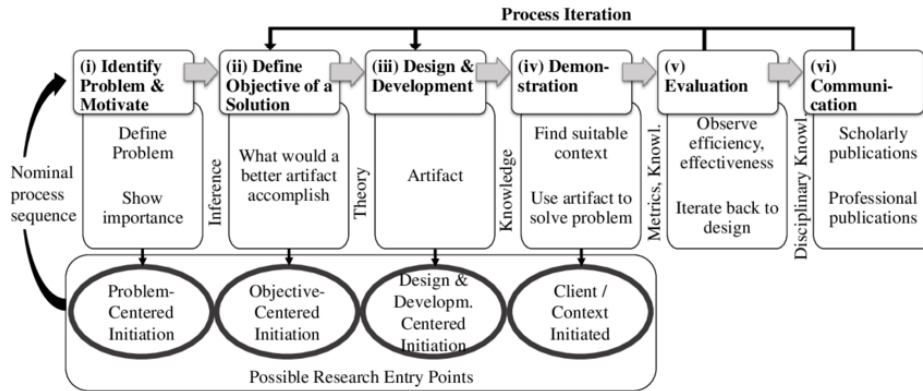 Process Iteration
(i) Identify
Problem &
Motivate
(ii) Define
Objective of a
Solution
(iii) Design &
Development
(iv) Demon-
stration
(v)
Evaluation
(vi)
Communi-
cation
Nominal
process
sequence
Define
Problem
Show
importance
Inference
What would a
better artifact
accomplish
Theory
Artifact
Knowledge
Find suitable
context
Use artifact to
solve problem
Metrics, Knowl.
Observe
efficiency,
effectiveness
Iterate back to
design
Disciplinary Knowl.
Scholarly
publications
Professional
publications
Problem-
Centered
Initiation
Objective-
Centered
Initiation
Design &
Developm.
Centered
Initiation
Client /
Context
Initiated
Possible Research Entry Points